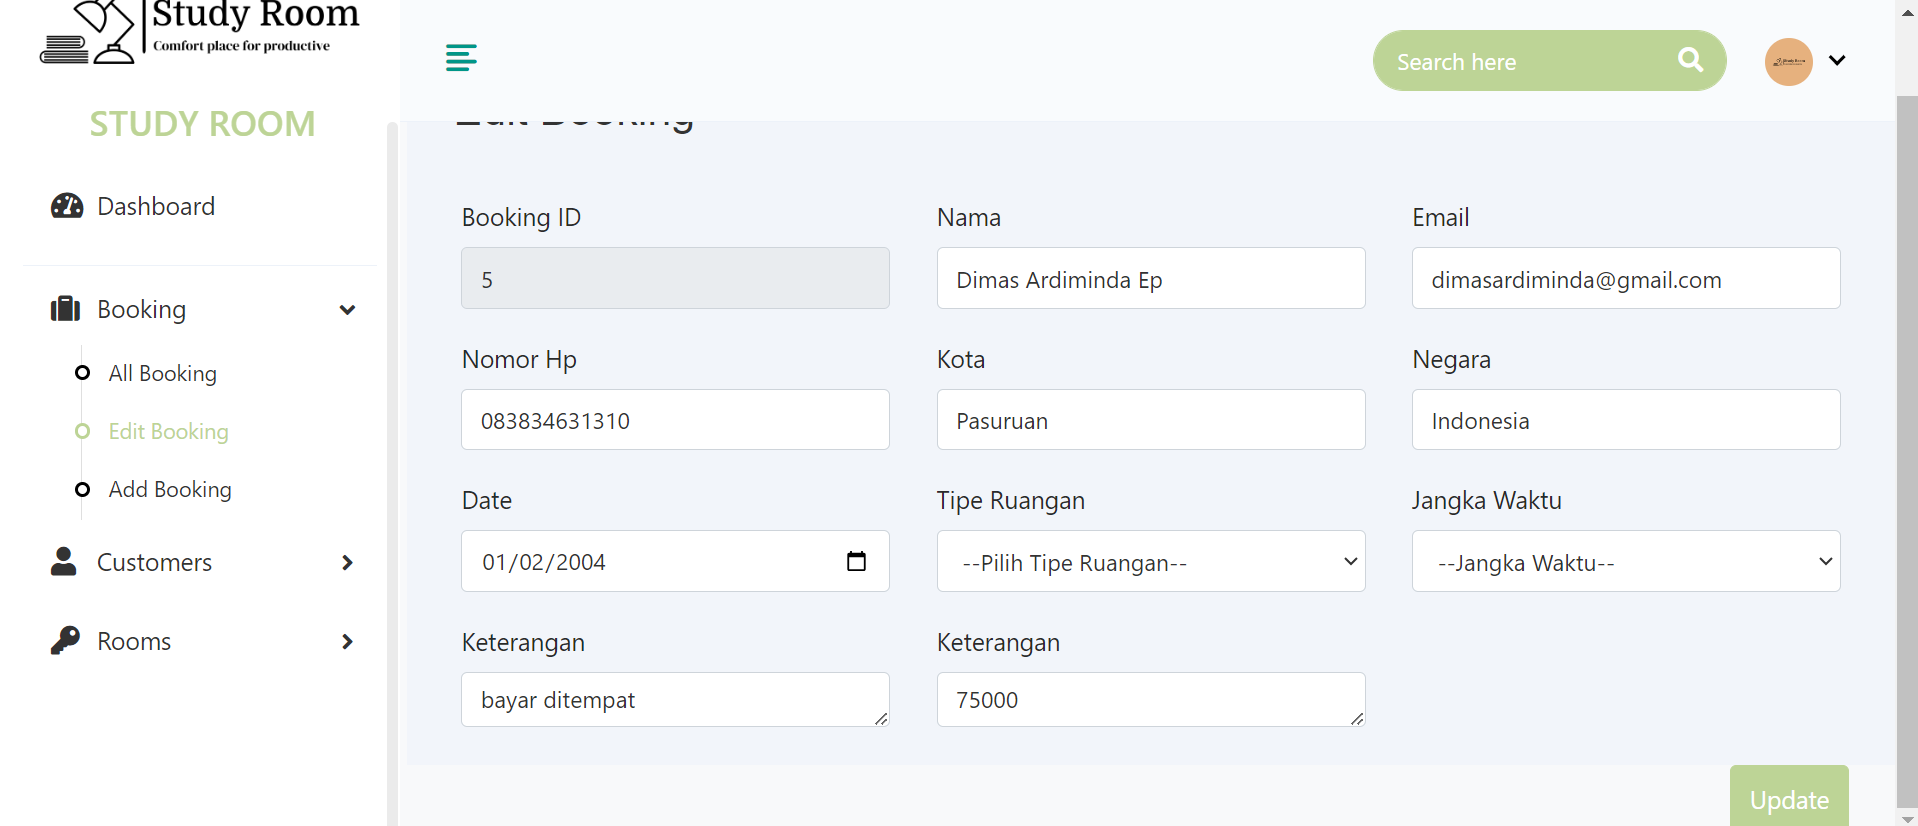 Study Room
Comfort place for productive
STUDY ROOM
Dashboard
Booking
All Booking
Edit Booking
Add Booking
Customers
Rooms
Search here
Edit Booking
Booking ID
5
Nama
Dimas Ardiminda Ep
Email
dimasardiminda@gmail.com
Nomor Hp
083834631310
Kota
Pasuruan
Negara
Indonesia
Date
01/02/2004
Tipe Ruangan
--Pilih Tipe Ruangan--
Jangka Waktu
--Jangka Waktu--
Keterangan
bayar ditempat
Keterangan
75000
Update